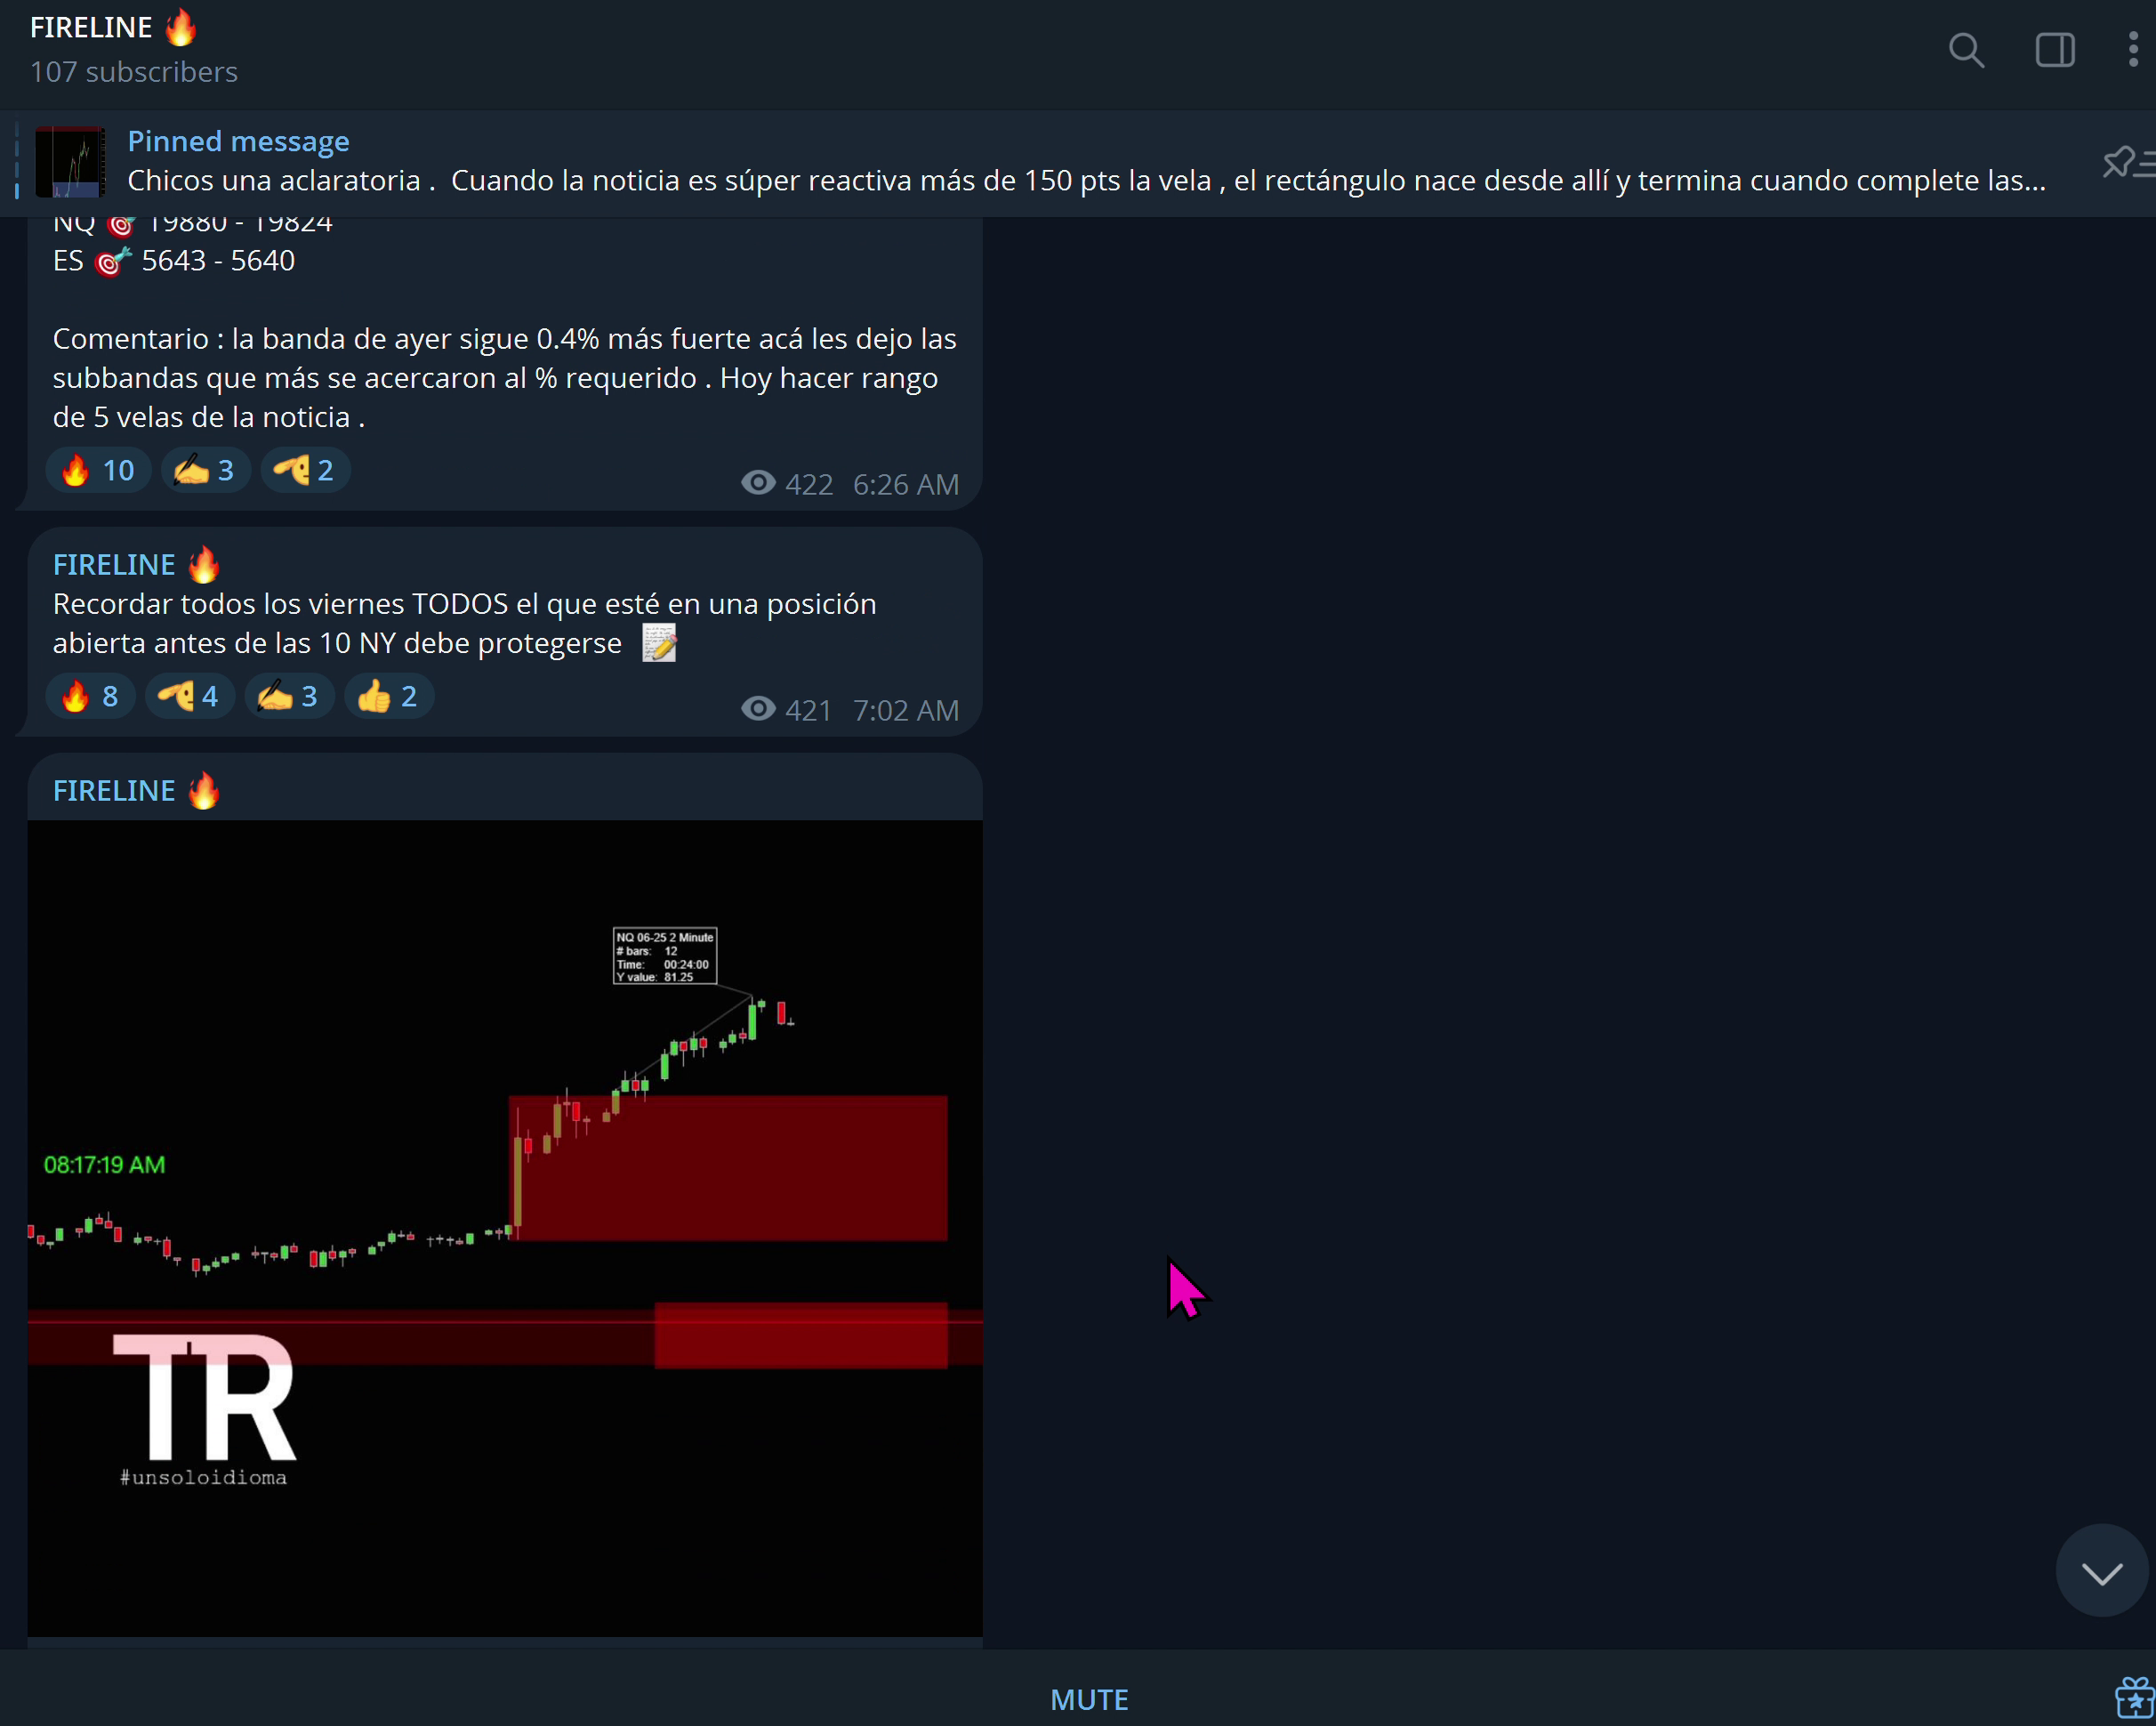 FIRELINE 🔥
107 subscribers
Pinned message
Chicos una aclaratoria .  Cuando la noticia es súper reactiva más de 150 pts la vela , el rectángulo nace desde allí y termina cuando complete las...
NQ 🎯 19880 - 19824
ES 🎯 5643 - 5640
Comentario : la banda de ayer sigue 0.4% más fuerte acá les dejo las
subbandas que más se acercaron al % requerido . Hoy hacer rango
de 5 velas de la noticia .
🔥 10 ✍️ 3 🫡 2
422 6:26 AM
FIRELINE 🔥
Recordar todos los viernes TODOS el que esté en una posición
abierta antes de las 10 NY debe protegerse 📝
🔥 8 🫡 4 ✍️ 3 👍 2
421 7:02 AM
FIRELINE 🔥
NQ 06-25 2 Minute
# bars: 12
Time: 00:24:00
Y value: 81.25
08:17:19 AM
TR
#unsoloidioma
MUTE